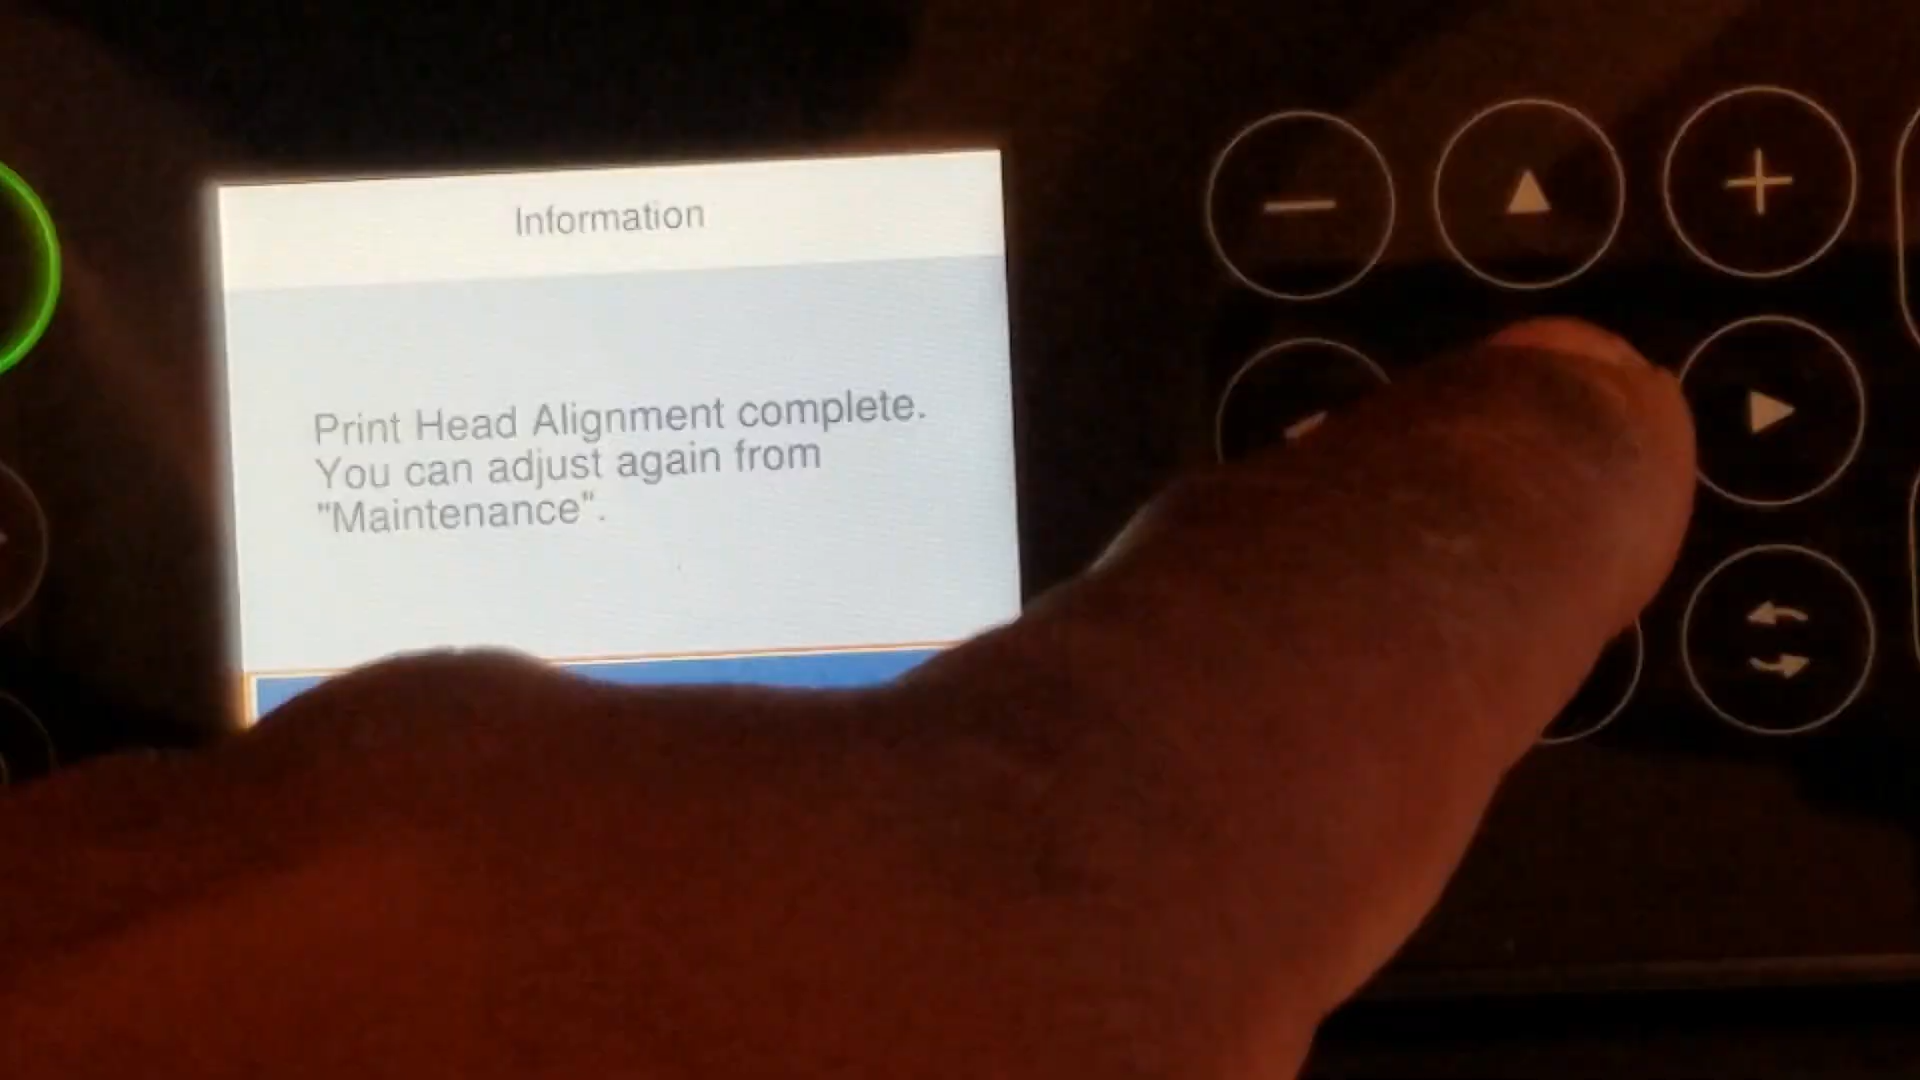 Information
Print Head Alignment complete.
You can adjust again from
"Maintenance".